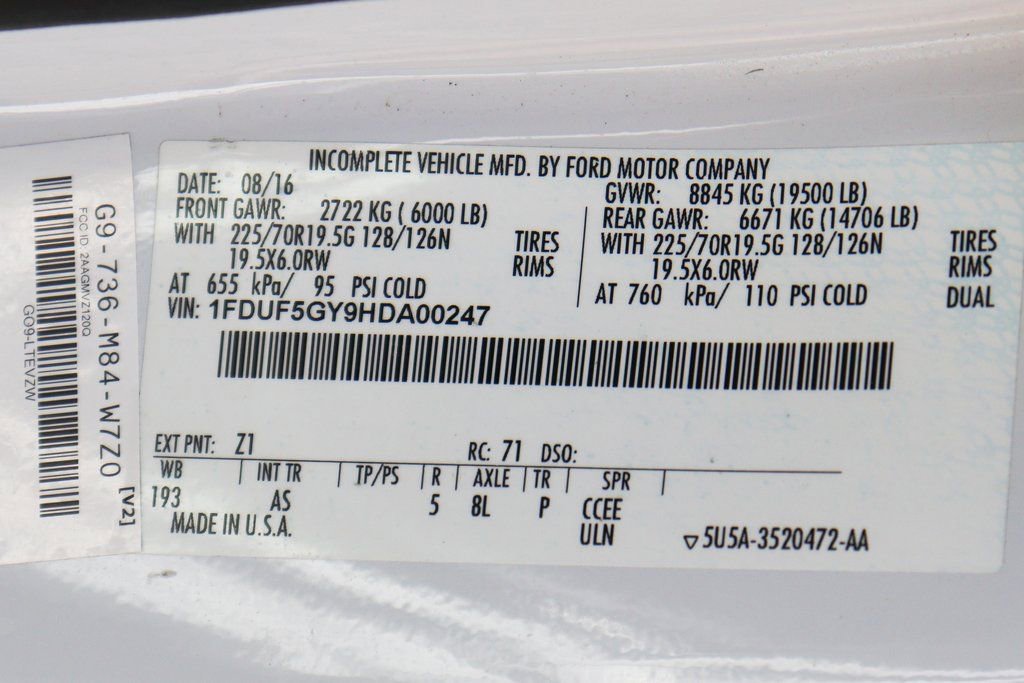 INCOMPLETE VEHICLE MFD. BY FORD MOTOR COMPANY
DATE: 08/16 GVWR: 8845 KG (19500 LB)
FRONT GAWR: 2722 KG ( 6000 LB) REAR GAWR: 6671 KG (14706 LB)
WITH 225/70R19.5G 128/126N TIRES WITH 225/70R19.5G 128/126N TIRES
19.5X6.0RW RIMS 19.5X6.0RW RIMS
AT 655 kPa/ 95 PSI COLD AT 760 kPa/ 110 PSI COLD DUAL
VIN: 1FDUF5GY9HDA00247
EXT PNT: Z1 RC: 71 DSO:
WB INT TR TP/PS R AXLE TR SPR
193 AS 5 8L P CCEE
MADE IN U.S.A. ULN ▽5U5A-3520472-AA
G9-736-M84-W7Z0 [V2]
FCC ID: 2AAGMVZ120Q
GO9-LTEVZW